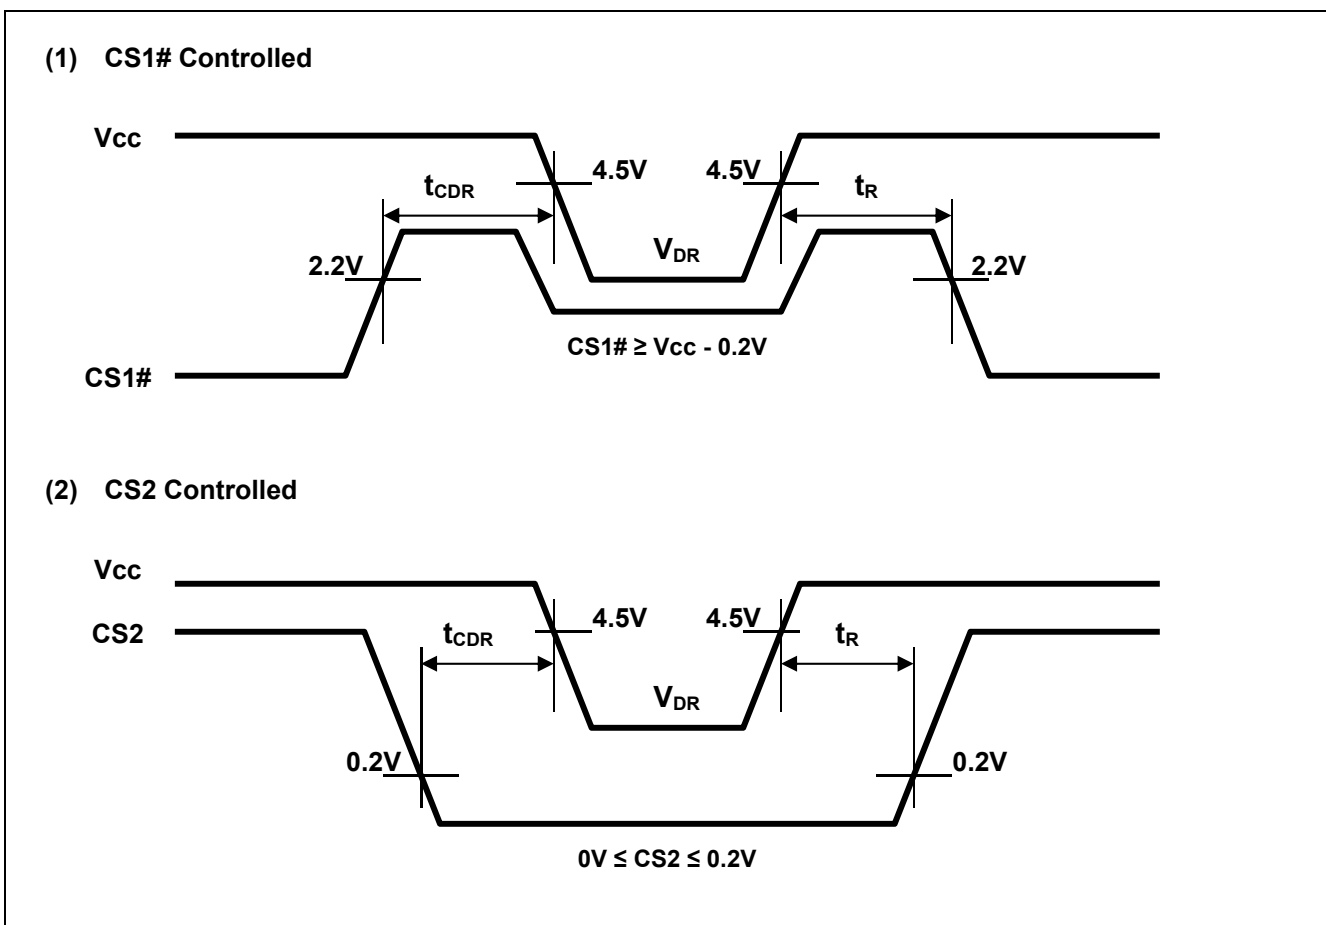 (1) CS1# Controlled
Vcc
4.5V
4.5V
tCDR
tR
VDR
2.2V
2.2V
CS1# ≥ Vcc - 0.2V
CS1#
(2) CS2 Controlled
Vcc
CS2
4.5V
4.5V
tCDR
tR
VDR
0.2V
0.2V
0V ≤ CS2 ≤ 0.2V